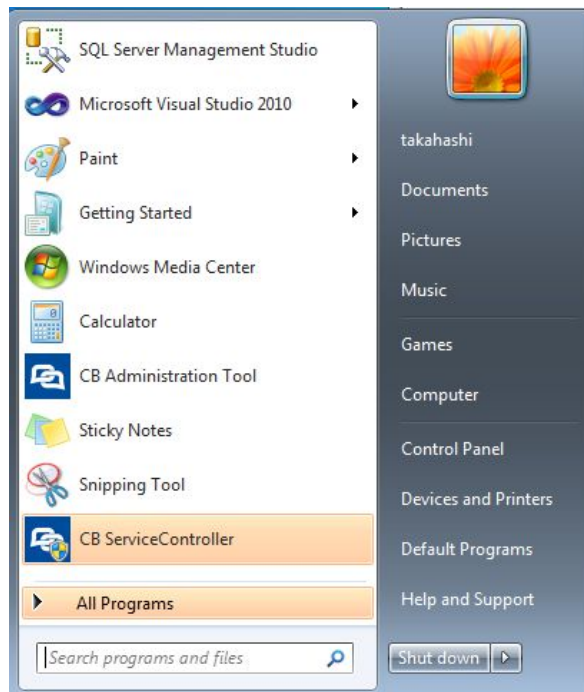 SQL Server Management Studio
Microsoft Visual Studio 2010
Paint
Getting Started
Windows Media Center
Calculator
CB Administration Tool
Sticky Notes
Snipping Tool
CB ServiceController
All Programs
Search programs and files
takahashi
Documents
Pictures
Music
Games
Computer
Control Panel
Devices and Printers
Default Programs
Help and Support
Shut down